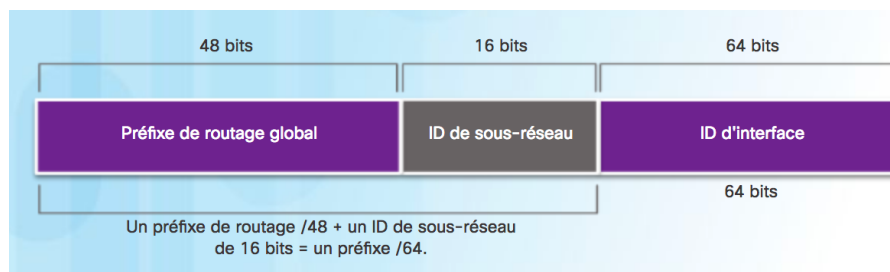 48 bits
16 bits
64 bits
Préfixe de routage global
ID de sous-réseau
ID d'interface
64 bits
Un préfixe de routage /48 + un ID de sous-réseau
de 16 bits = un préfixe /64.